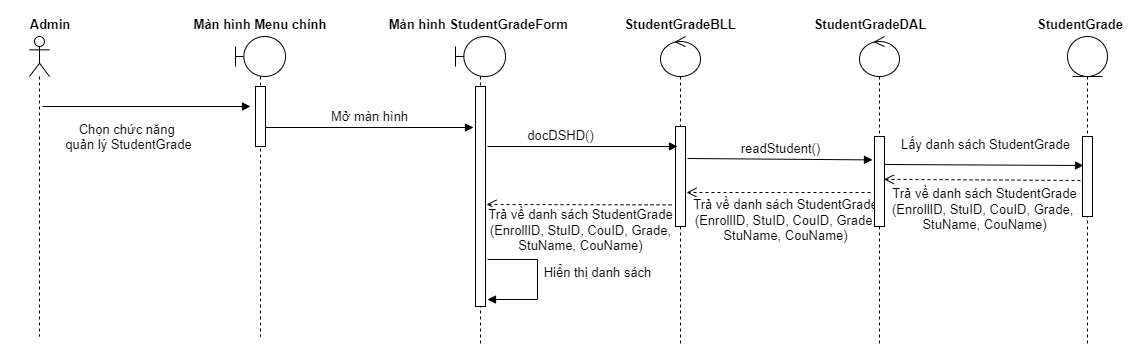 Admin
Màn hình Menu chính
Màn hình StudentGradeForm
StudentGradeBLL
StudentGradeDAL
StudentGrade
Chọn chức năng
quản lý StudentGrade
Mở màn hình
docDSHD()
readStudent()
Lấy danh sách StudentGrade
Trả về danh sách StudentGrade
(EnrollID, StuID, CouID, Grade,
StuName, CouName)
Trả về danh sách StudentGrade
(EnrollID, StuID, CouID, Grade,
StuName, CouName)
Trả về danh sách StudentGrade
(EnrollID, StuID, CouID, Grade,
StuName, CouName)
Hiển thị danh sách